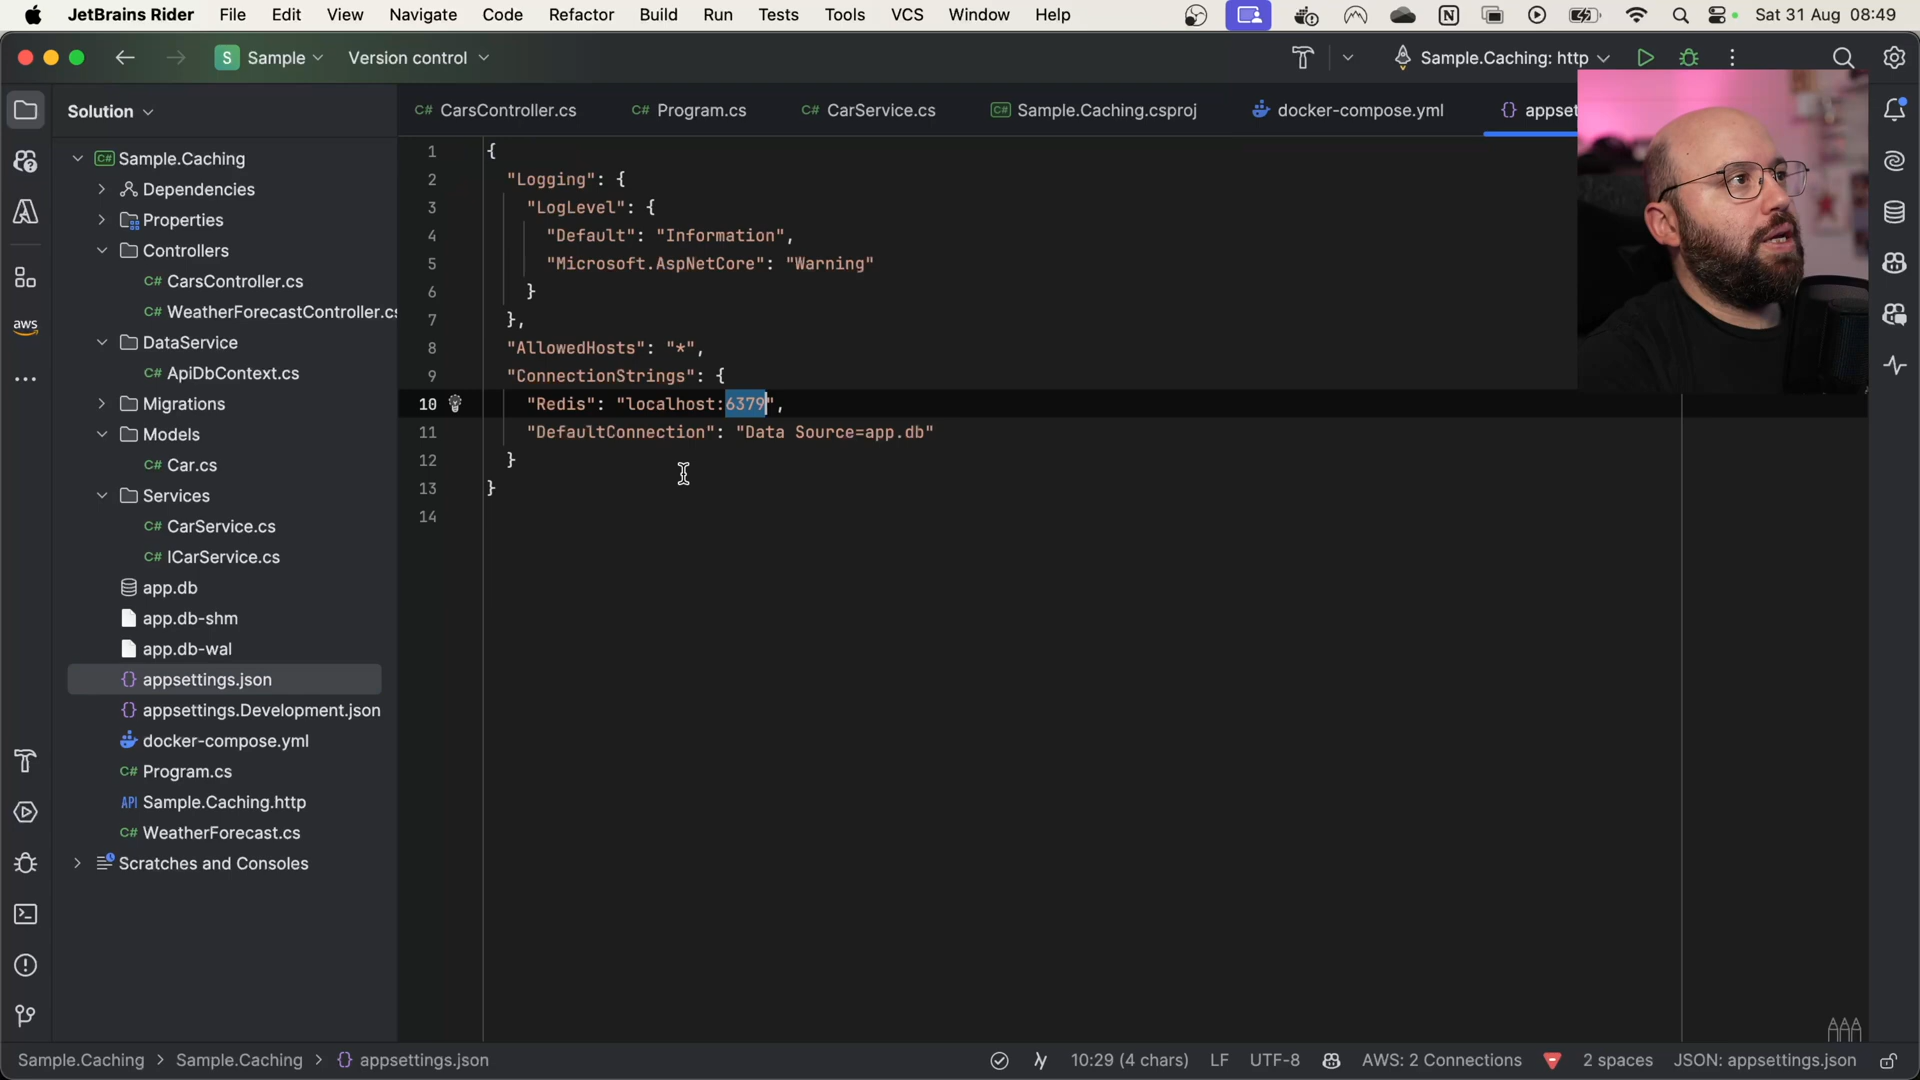 JetBrains Rider File Edit View Navigate Code Refactor Build Run Tests Tools VCS Window Help Sat 31 Aug 08:49
S Sample Version control Sample.Caching: http
Solution
C# CarsController.cs C# Program.cs C# CarService.cs C# Sample.Caching.csproj docker-compose.yml {} appset
C# Sample.Caching
Dependencies
Properties
Controllers
C# CarsController.cs
C# WeatherForecastController.cs
DataService
C# ApiDbContext.cs
Migrations
Models
C# Car.cs
Services
C# CarService.cs
C# ICarService.cs
app.db
app.db-shm
app.db-wal
{} appsettings.json
{} appsettings.Development.json
docker-compose.yml
C# Program.cs
API Sample.Caching.http
C# WeatherForecast.cs
Scratches and Consoles
aws
1 {
2 "Logging": {
3 "LogLevel": {
4 "Default": "Information",
5 "Microsoft.AspNetCore": "Warning"
6 }
7 },
8 "AllowedHosts": "*",
9 "ConnectionStrings": {
10 "Redis": "localhost:6379",
11 "DefaultConnection": "Data Source=app.db"
12 }
13 }
14
Sample.Caching > Sample.Caching > {} appsettings.json 10:29 (4 chars) LF UTF-8 AWS: 2 Connections 2 spaces JSON: appsettings.json